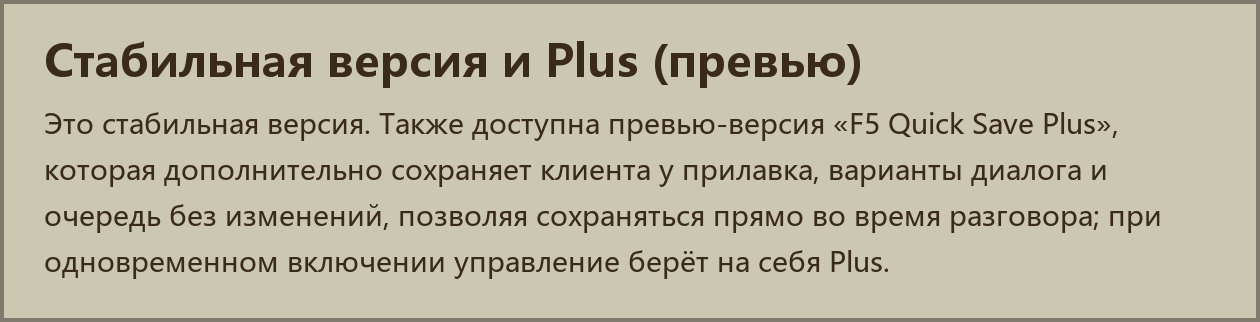 Стабильная версия и Plus (превью)
Это стабильная версия. Также доступна превью-версия «F5 Quick Save Plus»,
которая дополнительно сохраняет клиента у прилавка, варианты диалога и
очередь без изменений, позволяя сохраняться прямо во время разговора; при
одновременном включении управление берёт на себя Plus.